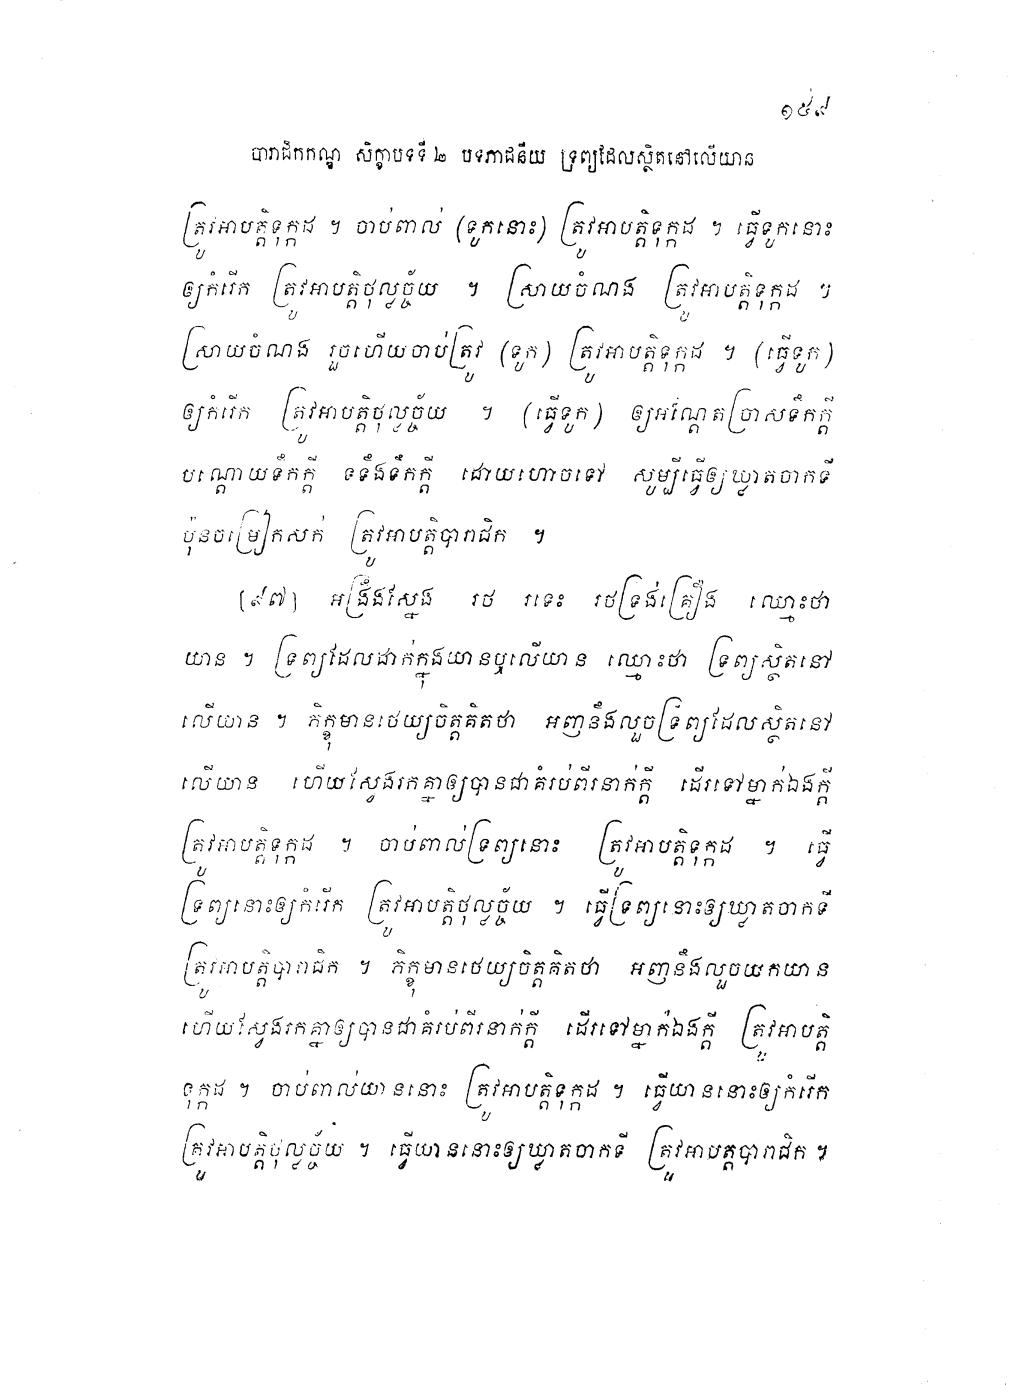 ១៥៩
បារាជិកកណ្ឌ សិក្ខាបទទី ២ បទភាជនីយ ទ្រព្យដែលស្ថិតនៅលើយាន
ត្រូវអាបត្តិទុក្កដ ។ ចាប់ពាល់ (ទូកនោះ) ត្រូវអាបត្តិទុក្កដ ។ ធ្វើទូកនោះ
ឲ្យកំរើក ត្រូវអាបត្តិថុល្លច្ច័យ ។ ស្រាយចំណង ត្រូវអាបត្តិទុក្កដ ។
ស្រាយចំណង រួចហើយចាប់ត្រូវ (ទូក) ត្រូវអាបត្តិទុក្កដ ។ (ធ្វើទូក)
ឲ្យកំរើក ត្រូវអាបត្តិថុល្លច្ច័យ ។ (ធ្វើទូក) ឲ្យអណ្តែតច្រាសទឹកក្តី
បណ្តោយទឹកក្តី ទទឹងទឹកក្តី ដោយហោចទៅ សូម្បីធ្វើឲ្យឃ្លាតចាកទី
ប៉ុនចម្រៀកសក់ ត្រូវអាបត្តិបារាជិក ។
[៩៧] អង្រឹងស្នែង រថ រទេះ រថទ្រង់គ្រឿង ឈ្មោះថា
យាន ។ ទ្រព្យដែលដាក់ក្នុងយានឬលើយាន ឈ្មោះថា ទ្រព្យស្ថិតនៅ
លើយាន ។ ភិក្ខុមានថេយ្យចិត្តគិតថា អញនឹងលួចទ្រព្យដែលស្ថិតនៅ
លើយាន ហើយស្វែងរកគ្នាឲ្យបានជាគំរប់ពីរនាក់ក្តី ដើរទៅម្នាក់ឯងក្តី
ត្រូវអាបត្តិទុក្កដ ។ ចាប់ពាល់ទ្រព្យនោះ ត្រូវអាបត្តិទុក្កដ ។ ធ្វើ
ទ្រព្យនោះឲ្យកំរើក ត្រូវអាបត្តិថុល្លច្ច័យ ។ ធ្វើទ្រព្យនោះឲ្យឃ្លាតចាកទី
ត្រូវអាបត្តិបារាជិក ។ ភិក្ខុមានថេយ្យចិត្តគិតថា អញនឹងលួចយកយាន
ហើយស្វែងរកគ្នាឲ្យបានជាគំរប់ពីរនាក់ក្តី ដើរទៅម្នាក់ឯងក្តី ត្រូវអាបត្តិ
ទុក្កដ ។ ចាប់ពាល់យាននោះ ត្រូវអាបត្តិទុក្កដ ។ ធ្វើយាននោះឲ្យកំរើក
ត្រូវអាបត្តិថុល្លច្ច័យ ។ ធ្វើយាននោះឲ្យឃ្លាតចាកទី ត្រូវអាបត្តបារាជិក ។